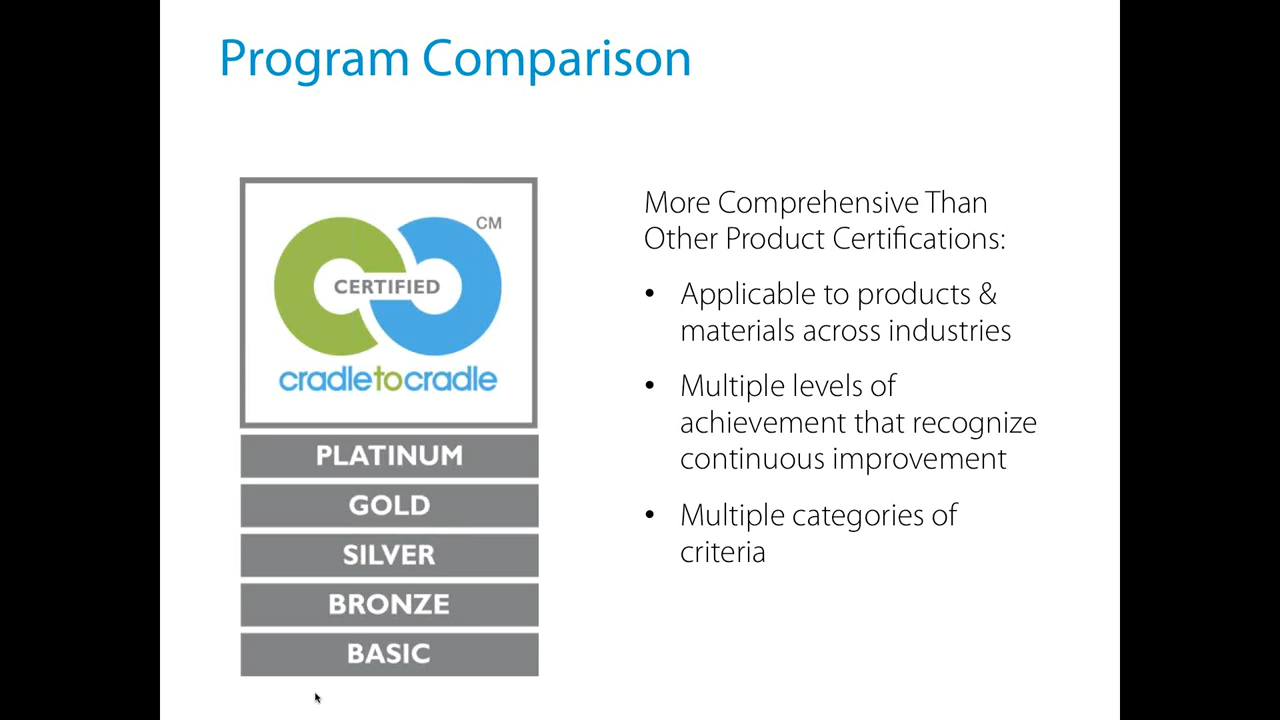 Program Comparison
CM
CERTIFIED
cradletocradle
PLATINUM
GOLD
SILVER
BRONZE
BASIC
More Comprehensive Than
Other Product Certifications:
• Applicable to products &
materials across industries
• Multiple levels of
achievement that recognize
continuous improvement
• Multiple categories of
criteria